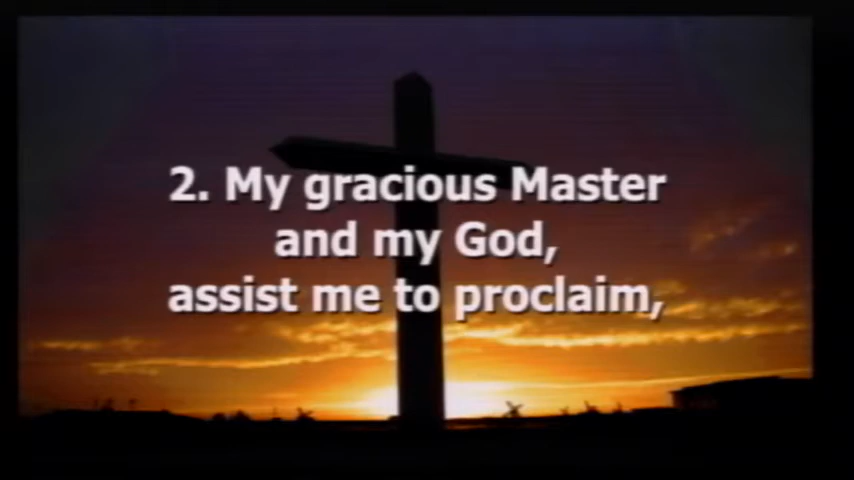 2. My gracious Master
and my God,
assist me to proclaim,